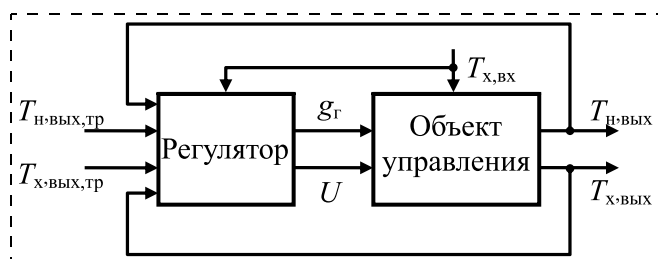 Tх,вх
Tн,вых,тр
gг
Объект
управления
Tн,вых
Регулятор
Tх,вых,тр
U
Tх,вых